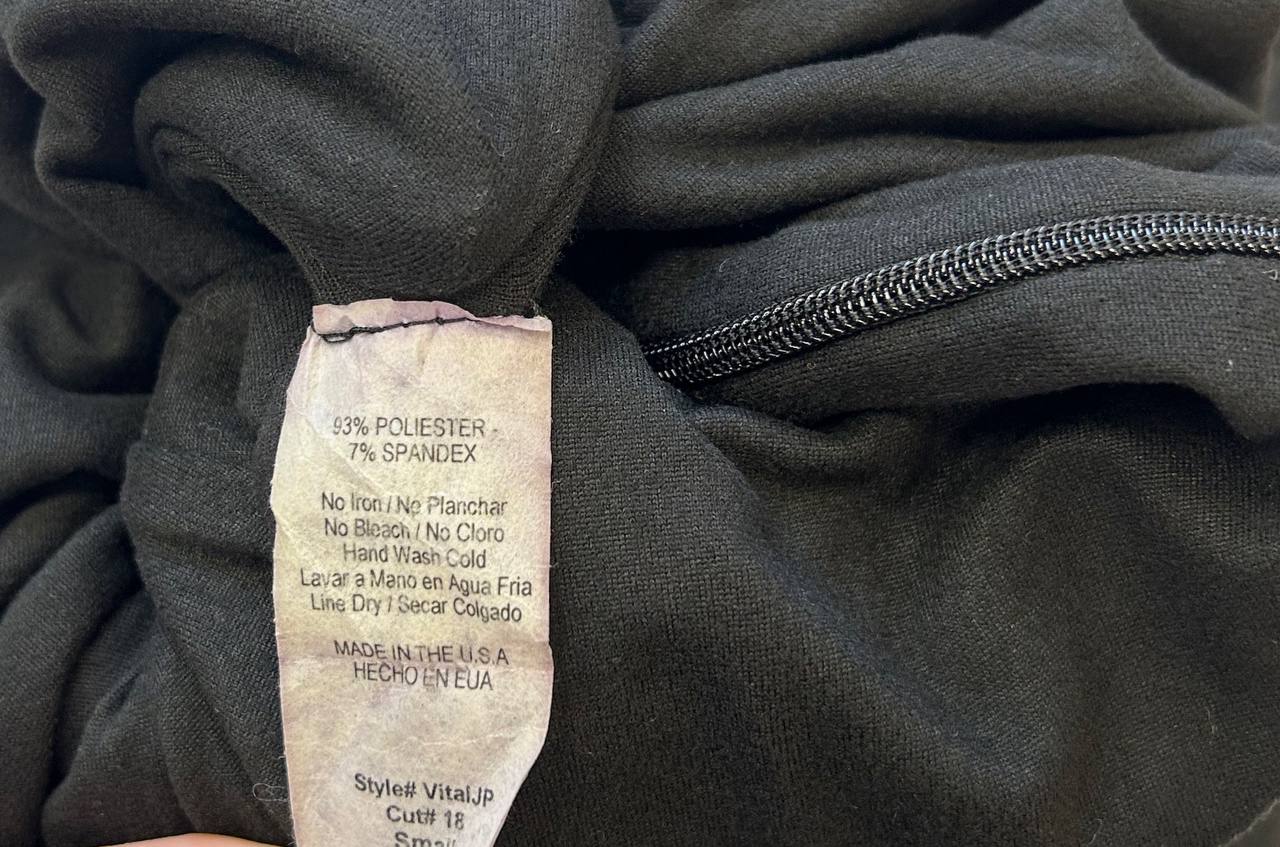 93% POLIESTER -
7% SPANDEX
No Iron / No Planchar
No Bleach / No Cloro
Hand Wash Cold
Lavar a Mano en Agua Fria
Line Dry / Secar Colgado
MADE IN THE U.S.A
HECHO EN EUA
Style# VitalJp
Cut# 18
Small